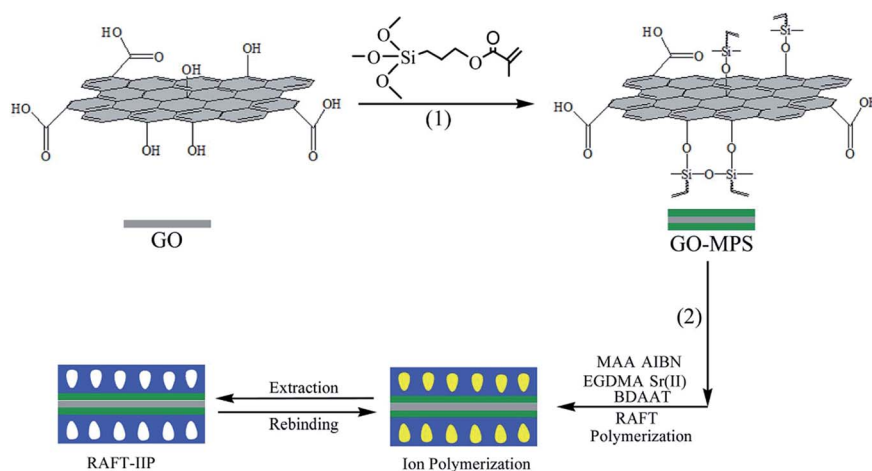 HO
O
OH
OH
O
O
O
Si
O
O
HO
O
Si
O
Si
O
OH
HO
O
OH
OH
OH
O
(1)
HO
O
OH
O
O
O
Si
O
Si
GO
GO-MPS
(2)
MAA AIBN
EGDMA Sr(II)
BDAAT
RAFT
Polymerization
Extraction
Rebinding
RAFT-IIP
Ion Polymerization